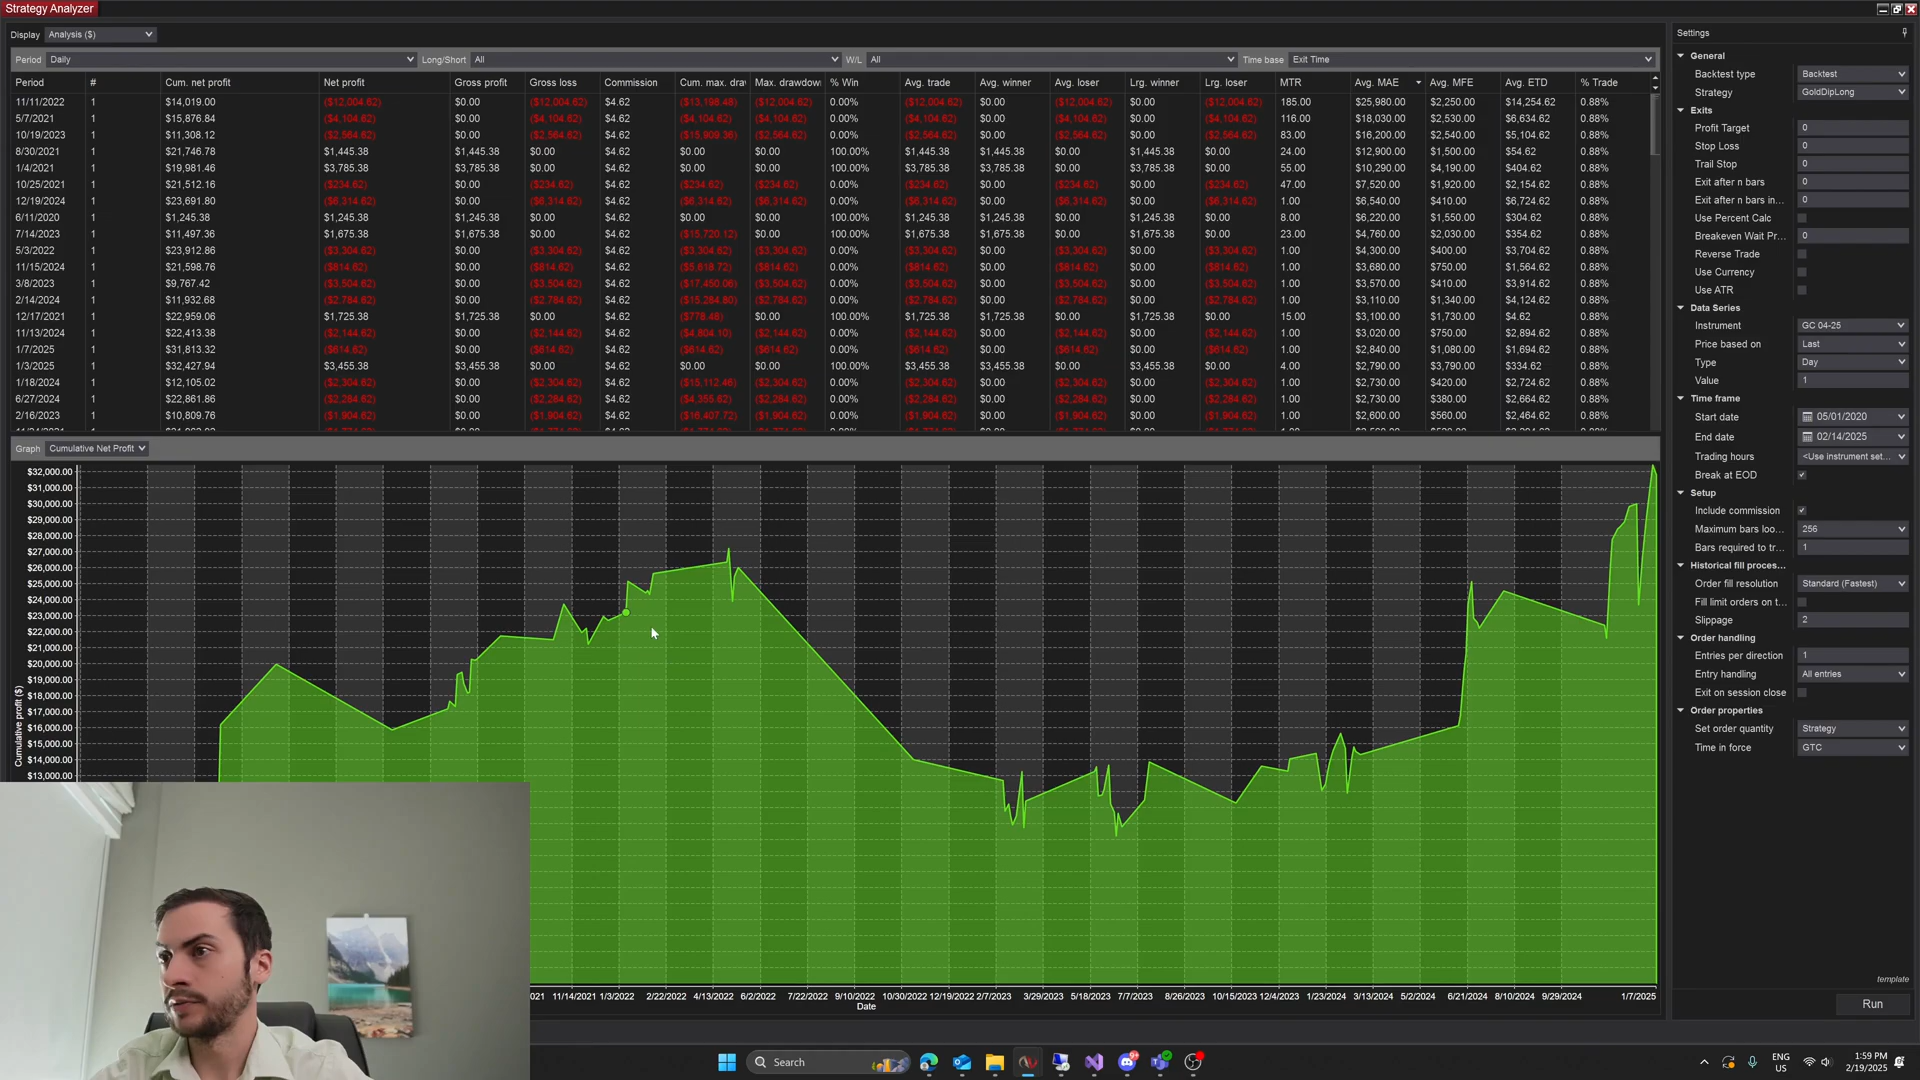 Strategy Analyzer
Display Analysis ($)
Period Daily Long/Short All W/L All Time base Exit Time
Period # Cum. net profit Net profit Gross profit Gross loss Commission Cum. max. drav Max. drawdown % Win Avg. trade Avg. winner Avg. loser Lrg. winner Lrg. loser MTR Avg. MAE Avg. MFE Avg. ETD % Trade
11/11/2022 1 $14,019.00 ($12,004.62) $0.00 ($12,004.62) $4.62 ($13,198.48) ($12,004.62) 0.00% ($12,004.62) $0.00 ($12,004.62) $0.00 ($12,004.62) 185.00 $25,980.00 $2,250.00 $14,254.62 0.88%
5/7/2021 1 $15,876.84 ($4,104.62) $0.00 ($4,104.62) $4.62 ($4,104.62) ($4,104.62) 0.00% ($4,104.62) $0.00 ($4,104.62) $0.00 ($4,104.62) 116.00 $18,030.00 $2,530.00 $6,634.62 0.88%
10/19/2023 1 $11,308.12 ($2,564.62) $0.00 ($2,564.62) $4.62 ($15,909.36) ($2,564.62) 0.00% ($2,564.62) $0.00 ($2,564.62) $0.00 ($2,564.62) 83.00 $16,200.00 $2,540.00 $5,104.62 0.88%
8/30/2021 1 $21,746.78 $1,445.38 $1,445.38 $0.00 $4.62 $0.00 $0.00 100.00% $1,445.38 $1,445.38 $0.00 $1,445.38 $0.00 24.00 $12,900.00 $1,500.00 $54.62 0.88%
1/4/2021 1 $19,981.46 $3,785.38 $3,785.38 $0.00 $4.62 $0.00 $0.00 100.00% $3,785.38 $3,785.38 $0.00 $3,785.38 $0.00 55.00 $10,290.00 $4,190.00 $404.62 0.88%
10/25/2021 1 $21,512.16 ($234.62) $0.00 ($234.62) $4.62 ($234.62) ($234.62) 0.00% ($234.62) $0.00 ($234.62) $0.00 ($234.62) 47.00 $7,520.00 $1,920.00 $2,154.62 0.88%
12/19/2024 1 $23,691.80 ($6,314.62) $0.00 ($6,314.62) $4.62 ($6,314.62) ($6,314.62) 0.00% ($6,314.62) $0.00 ($6,314.62) $0.00 ($6,314.62) 1.00 $6,540.00 $410.00 $6,724.62 0.88%
6/11/2020 1 $1,245.38 $1,245.38 $1,245.38 $0.00 $4.62 $0.00 $0.00 100.00% $1,245.38 $1,245.38 $0.00 $1,245.38 $0.00 8.00 $6,220.00 $1,550.00 $304.62 0.88%
7/14/2023 1 $11,497.36 $1,675.38 $1,675.38 $0.00 $4.62 ($15,720.12) $0.00 100.00% $1,675.38 $1,675.38 $0.00 $1,675.38 $0.00 23.00 $4,760.00 $2,030.00 $354.62 0.88%
5/3/2022 1 $23,912.86 ($3,304.62) $0.00 ($3,304.62) $4.62 ($3,304.62) ($3,304.62) 0.00% ($3,304.62) $0.00 ($3,304.62) $0.00 ($3,304.62) 1.00 $4,300.00 $400.00 $3,704.62 0.88%
11/15/2024 1 $21,598.76 ($814.62) $0.00 ($814.62) $4.62 ($5,618.72) ($814.62) 0.00% ($814.62) $0.00 ($814.62) $0.00 ($814.62) 1.00 $3,680.00 $750.00 $1,564.62 0.88%
3/8/2023 1 $9,767.42 ($3,504.62) $0.00 ($3,504.62) $4.62 ($17,450.06) ($3,504.62) 0.00% ($3,504.62) $0.00 ($3,504.62) $0.00 ($3,504.62) 1.00 $3,570.00 $410.00 $3,914.62 0.88%
2/14/2024 1 $11,932.68 ($2,784.62) $0.00 ($2,784.62) $4.62 ($15,284.80) ($2,784.62) 0.00% ($2,784.62) $0.00 ($2,784.62) $0.00 ($2,784.62) 1.00 $3,110.00 $1,340.00 $4,124.62 0.88%
12/17/2021 1 $22,959.06 $1,725.38 $1,725.38 $0.00 $4.62 ($778.48) $0.00 100.00% $1,725.38 $1,725.38 $0.00 $1,725.38 $0.00 15.00 $3,100.00 $1,730.00 $4.62 0.88%
11/13/2024 1 $22,413.38 ($2,144.62) $0.00 ($2,144.62) $4.62 ($4,804.10) ($2,144.62) 0.00% ($2,144.62) $0.00 ($2,144.62) $0.00 ($2,144.62) 1.00 $3,020.00 $750.00 $2,894.62 0.88%
1/7/2025 1 $31,813.32 ($614.62) $0.00 ($614.62) $4.62 ($614.62) ($614.62) 0.00% ($614.62) $0.00 ($614.62) $0.00 ($614.62) 1.00 $2,840.00 $1,080.00 $1,694.62 0.88%
1/3/2025 1 $32,427.94 $3,455.38 $3,455.38 $0.00 $4.62 $0.00 $0.00 100.00% $3,455.38 $3,455.38 $0.00 $3,455.38 $0.00 4.00 $2,790.00 $3,790.00 $334.62 0.88%
1/18/2024 1 $12,105.02 ($2,304.62) $0.00 ($2,304.62) $4.62 ($15,112.46) ($2,304.62) 0.00% ($2,304.62) $0.00 ($2,304.62) $0.00 ($2,304.62) 1.00 $2,730.00 $420.00 $2,724.62 0.88%
6/27/2024 1 $22,861.86 ($2,284.62) $0.00 ($2,284.62) $4.62 ($4,355.62) ($2,284.62) 0.00% ($2,284.62) $0.00 ($2,284.62) $0.00 ($2,284.62) 1.00 $2,730.00 $380.00 $2,664.62 0.88%
2/16/2023 1 $10,809.76 ($1,904.62) $0.00 ($1,904.62) $4.62 ($16,407.72) ($1,904.62) 0.00% ($1,904.62) $0.00 ($1,904.62) $0.00 ($1,904.62) 1.00 $2,600.00 $560.00 $2,464.62 0.88%
Graph Cumulative Net Profit
$32,000.00
$31,000.00
$30,000.00
$29,000.00
$28,000.00
$27,000.00
$26,000.00
$25,000.00
$24,000.00
$23,000.00
$22,000.00
$21,000.00
$20,000.00
$19,000.00
$18,000.00
$17,000.00
$16,000.00
$15,000.00
$14,000.00
$13,000.00
Cumulative profit ($)
021 11/14/2021 1/3/2022 2/22/2022 4/13/2022 6/2/2022 7/22/2022 9/10/2022 10/30/2022 12/19/2022 2/7/2023 3/29/2023 5/18/2023 7/7/2023 8/26/2023 10/15/2023 12/4/2023 1/23/2024 3/13/2024 5/2/2024 6/21/2024 8/10/2024 9/29/2024 1/7/2025
Date
Settings
General
Backtest type Backtest
Strategy GoldDipLong
Exits
Profit Target 0
Stop Loss 0
Trail Stop 0
Exit after n bars 0
Exit after n bars in... 0
Use Percent Calc
Breakeven Wait Pr... 0
Reverse Trade
Use Currency
Use ATR
Data Series
Instrument GC 04-25
Price based on Last
Type Day
Value 1
Time frame
Start date 05/01/2020
End date 02/14/2025
Trading hours <Use instrument set...
Break at EOD
Setup
Include commission
Maximum bars loo... 256
Bars required to tr... 1
Historical fill proces...
Order fill resolution Standard (Fastest)
Fill limit orders on t...
Slippage 2
Order handling
Entries per direction 1
Entry handling All entries
Exit on session close
Order properties
Set order quantity Strategy
Time in force GTC
template
Run
Search
ENG
US
1:59 PM
2/19/2025